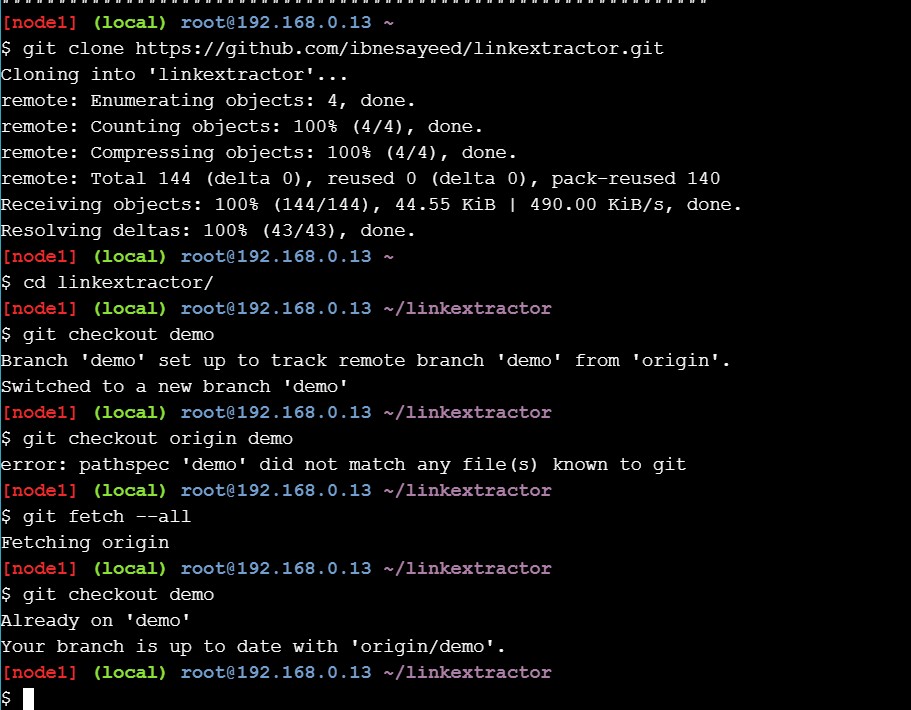 [node1] (local) root@192.168.0.13 ~
$ git clone https://github.com/ibnesayeed/linkextractor.git
Cloning into 'linkextractor'...
remote: Enumerating objects: 4, done.
remote: Counting objects: 100% (4/4), done.
remote: Compressing objects: 100% (4/4), done.
remote: Total 144 (delta 0), reused 0 (delta 0), pack-reused 140
Receiving objects: 100% (144/144), 44.55 KiB | 490.00 KiB/s, done.
Resolving deltas: 100% (43/43), done.
[node1] (local) root@192.168.0.13 ~
$ cd linkextractor/
[node1] (local) root@192.168.0.13 ~/linkextractor
$ git checkout demo
Branch 'demo' set up to track remote branch 'demo' from 'origin'.
Switched to a new branch 'demo'
[node1] (local) root@192.168.0.13 ~/linkextractor
$ git checkout origin demo
error: pathspec 'demo' did not match any file(s) known to git
[node1] (local) root@192.168.0.13 ~/linkextractor
$ git fetch --all
Fetching origin
[node1] (local) root@192.168.0.13 ~/linkextractor
$ git checkout demo
Already on 'demo'
Your branch is up to date with 'origin/demo'.
[node1] (local) root@192.168.0.13 ~/linkextractor
$